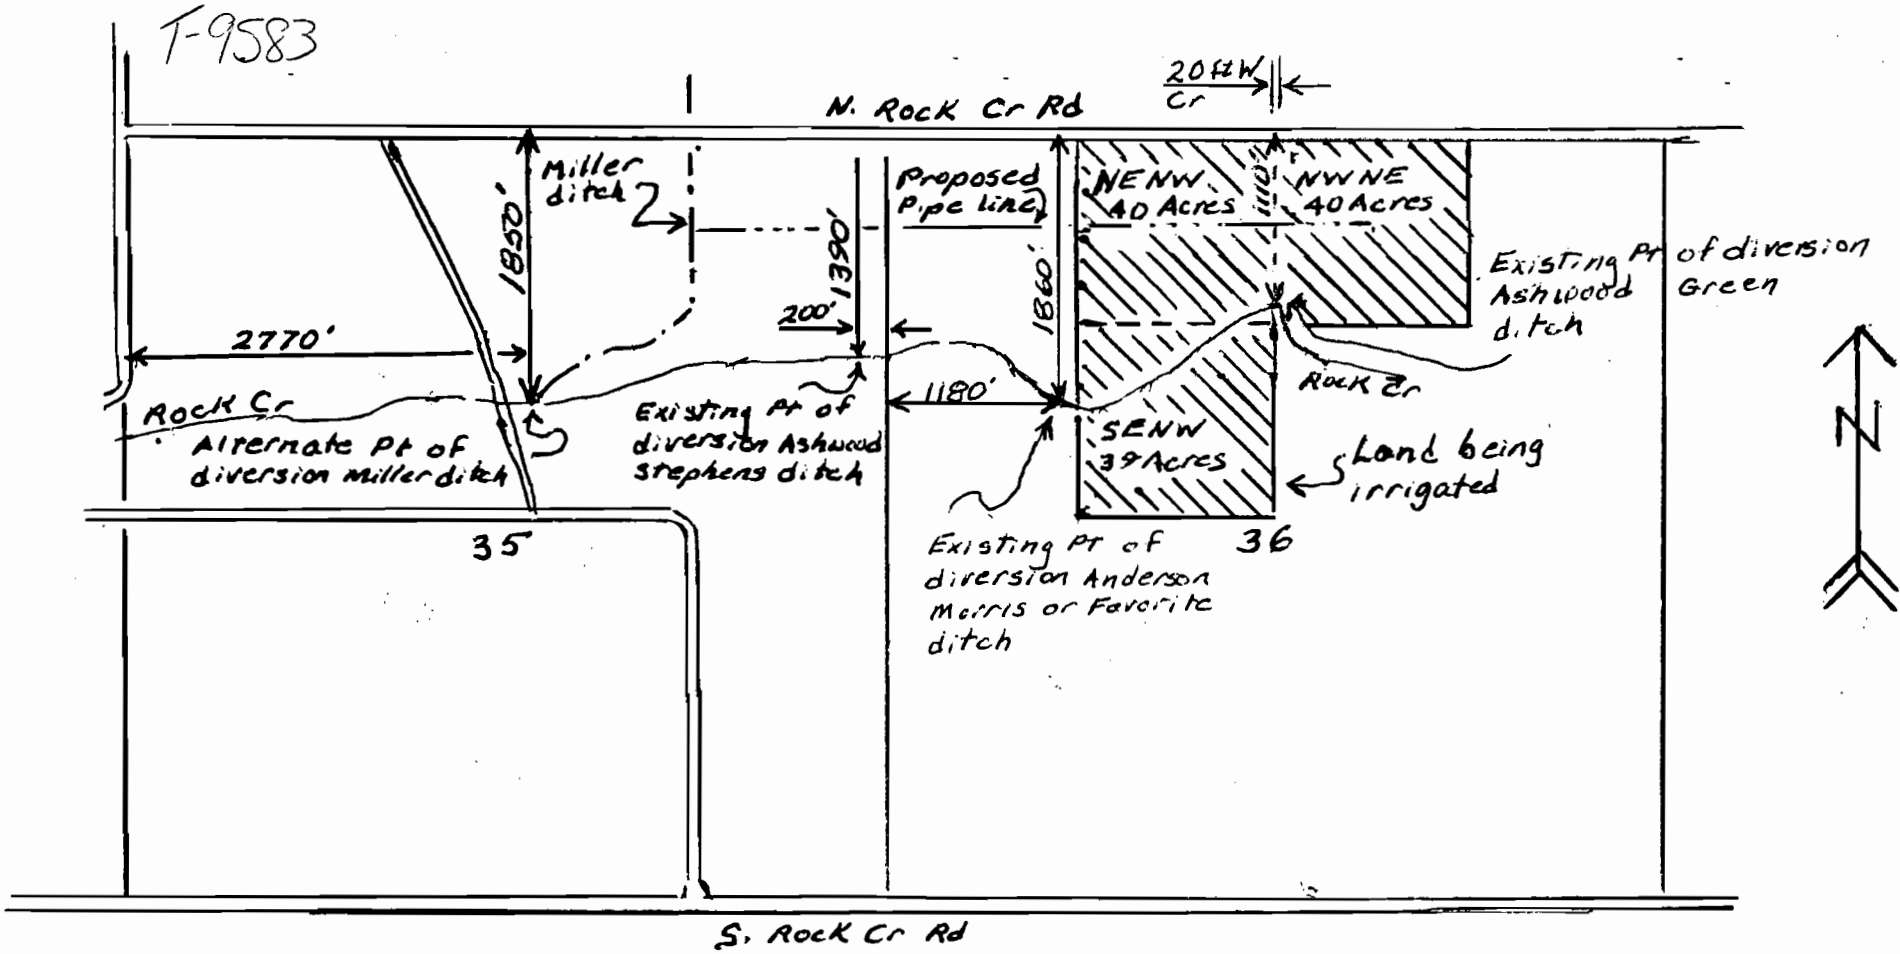 T-9583
20 ft W
Cr
N. Rock Cr Rd
Miller
ditch
1850'
1390'
200'
Proposed
Pipe line
1860'
NENW
40 Acres
1110'
NWNE
40 Acres
Existing Pt of diversion
Ashwood Green
ditch
2770'
Rock Cr
Alternate Pt of
diversion Miller ditch
Existing Pt of
diversion Ashwood
Stephens ditch
1180'
Rock Cr
SENW
39 Acres
Land being
irrigated
N
35
36
Existing Pt of
diversion Anderson
Morris or Favorite
ditch
S. Rock Cr Rd